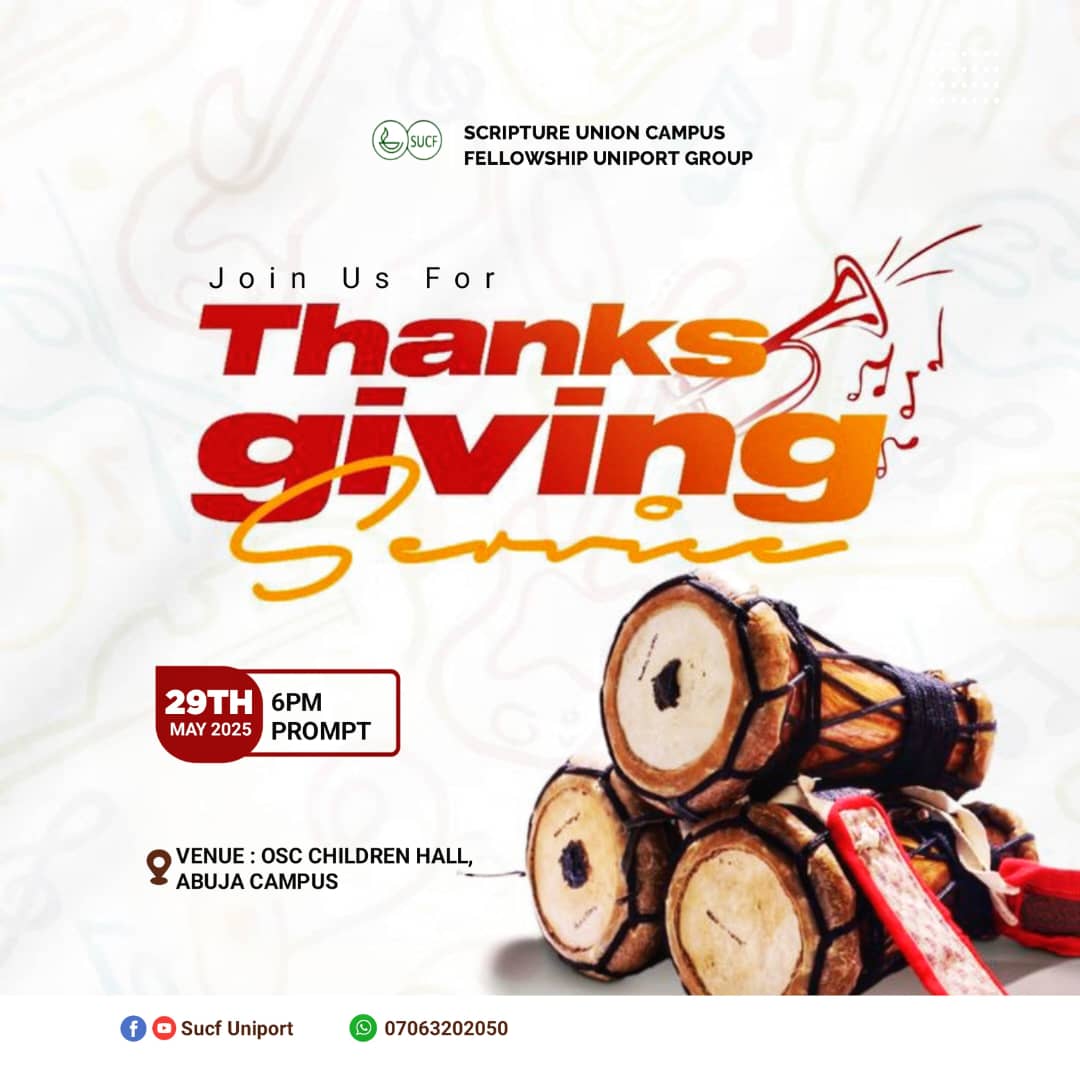 SUCF
SCRIPTURE UNION CAMPUS
FELLOWSHIP UNIPORT GROUP
Join Us For
Thanks
giving
Service
29TH
MAY 2025
6PM
PROMPT
VENUE : OSC CHILDREN HALL,
ABUJA CAMPUS
Sucf Uniport
07063202050